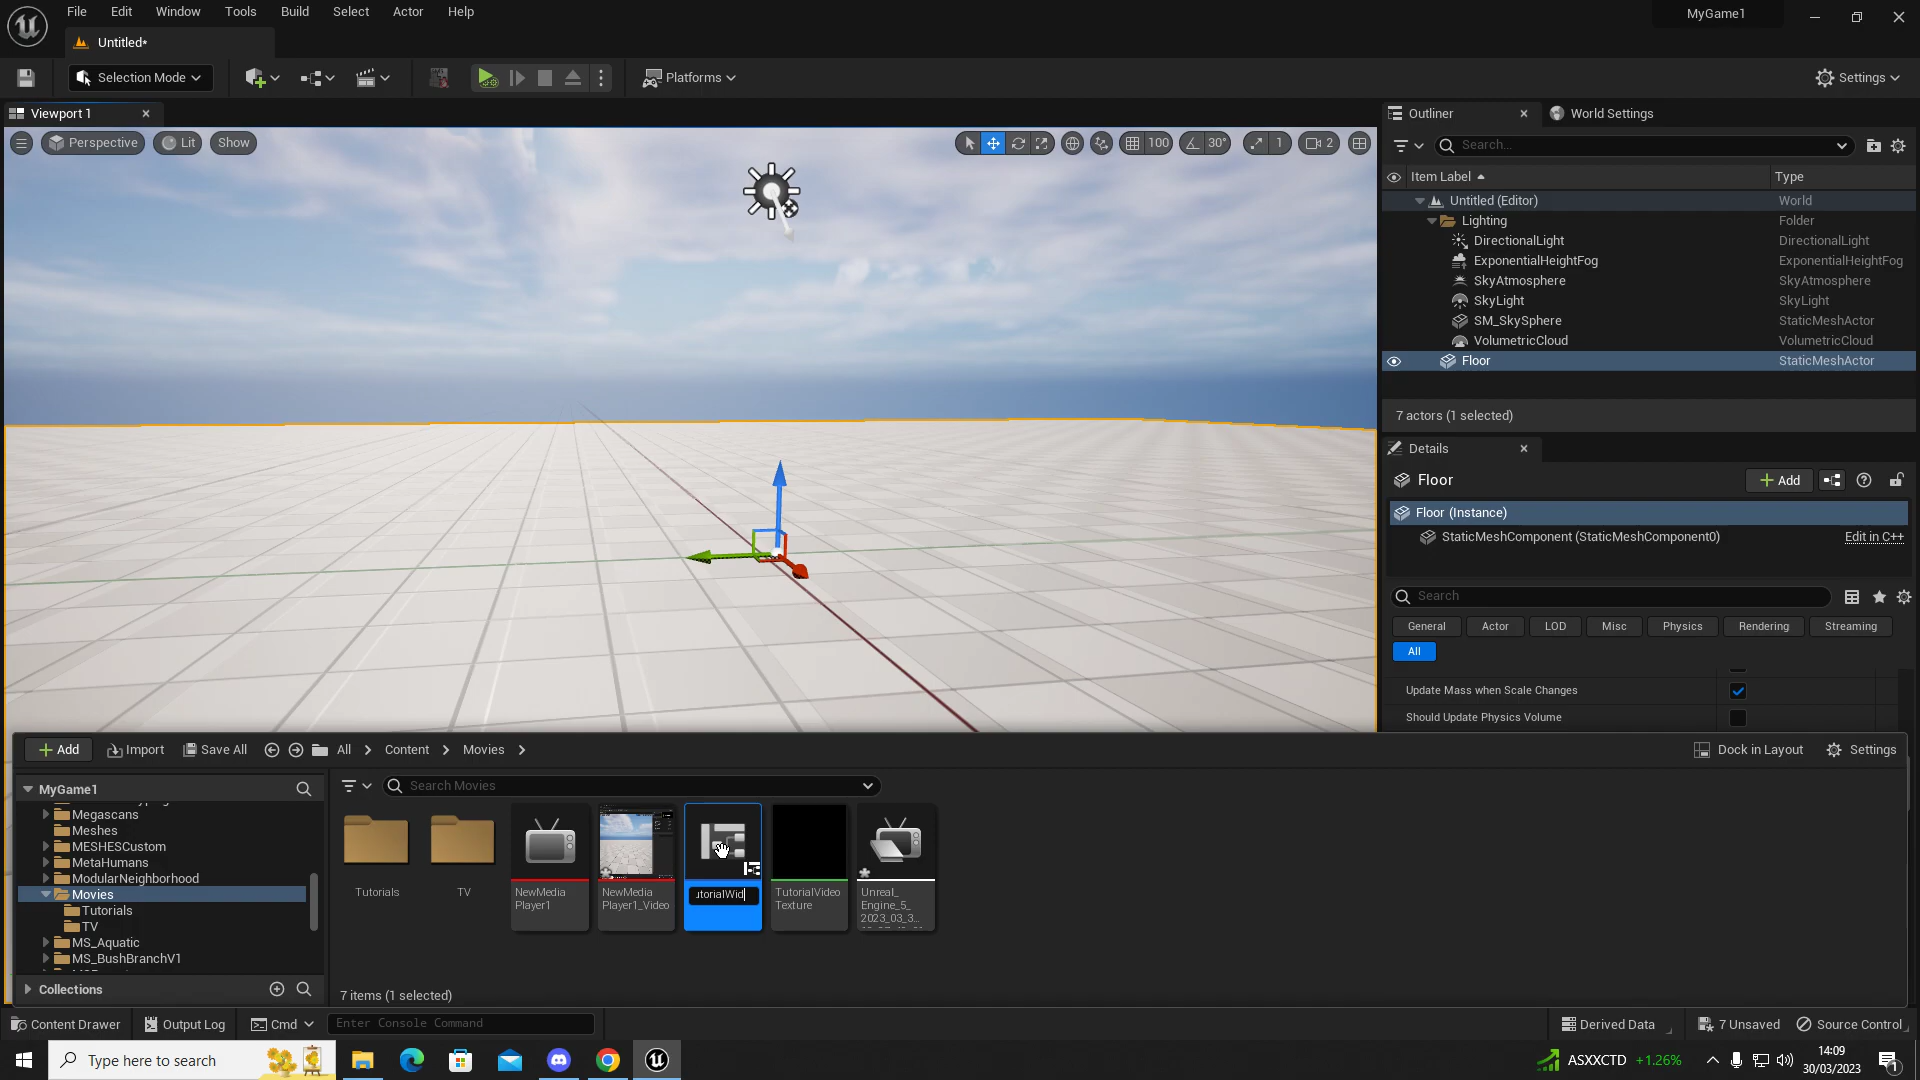 File Edit Window Tools Build Select Actor Help MyGame1
Untitled*
Selection Mode Platforms Settings
Viewport 1
Perspective Lit Show 100 30° 1 2
Outliner World Settings
Search...
Item Label Type
Untitled (Editor) World
Lighting Folder
DirectionalLight DirectionalLight
ExponentialHeightFog ExponentialHeightFog
SkyAtmosphere SkyAtmosphere
SkyLight SkyLight
SM_SkySphere StaticMeshActor
VolumetricCloud VolumetricCloud
Floor StaticMeshActor
7 actors (1 selected)
Details
Floor Add
Floor (Instance)
StaticMeshComponent (StaticMeshComponent0) Edit in C++
Search
General Actor LOD Misc Physics Rendering Streaming
All
Update Mass when Scale Changes
Should Update Physics Volume
Add Import Save All All Content Movies Dock in Layout Settings
MyGame1
Megascans
Meshes
MESHESCustom
MetaHumans
ModularNeighborhood
Movies
Tutorials
TV
MS_Aquatic
MS_BushBranchV1
Collections
Search Movies
Tutorials
TV
NewMedia
Player1
NewMedia
Player1_Video
utorialWid
TutorialVideo
Texture
Unreal_
Engine_5_
2023_03_3...
7 items (1 selected)
Content Drawer Output Log Cmd Enter Console Command Derived Data 7 Unsaved Source Control
Type here to search ASXXCTD +1.26% 14:09
30/03/2023 1